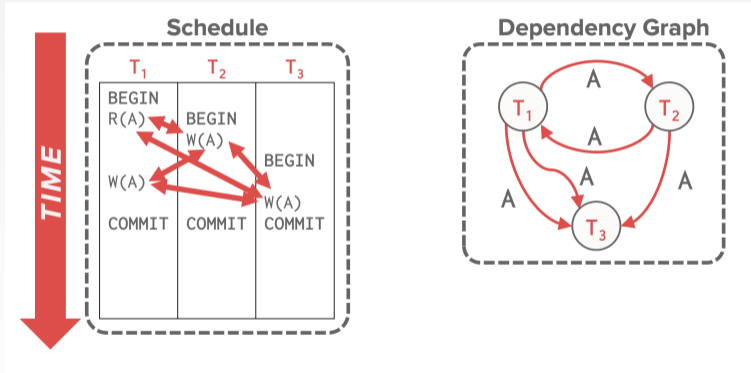 Schedule
Dependency Graph
TIME
T1 T2 T3
BEGIN
R(A) BEGIN
W(A)
BEGIN
W(A)
W(A)
COMMIT COMMIT COMMIT
A
T1 T2
A
A A A
T3